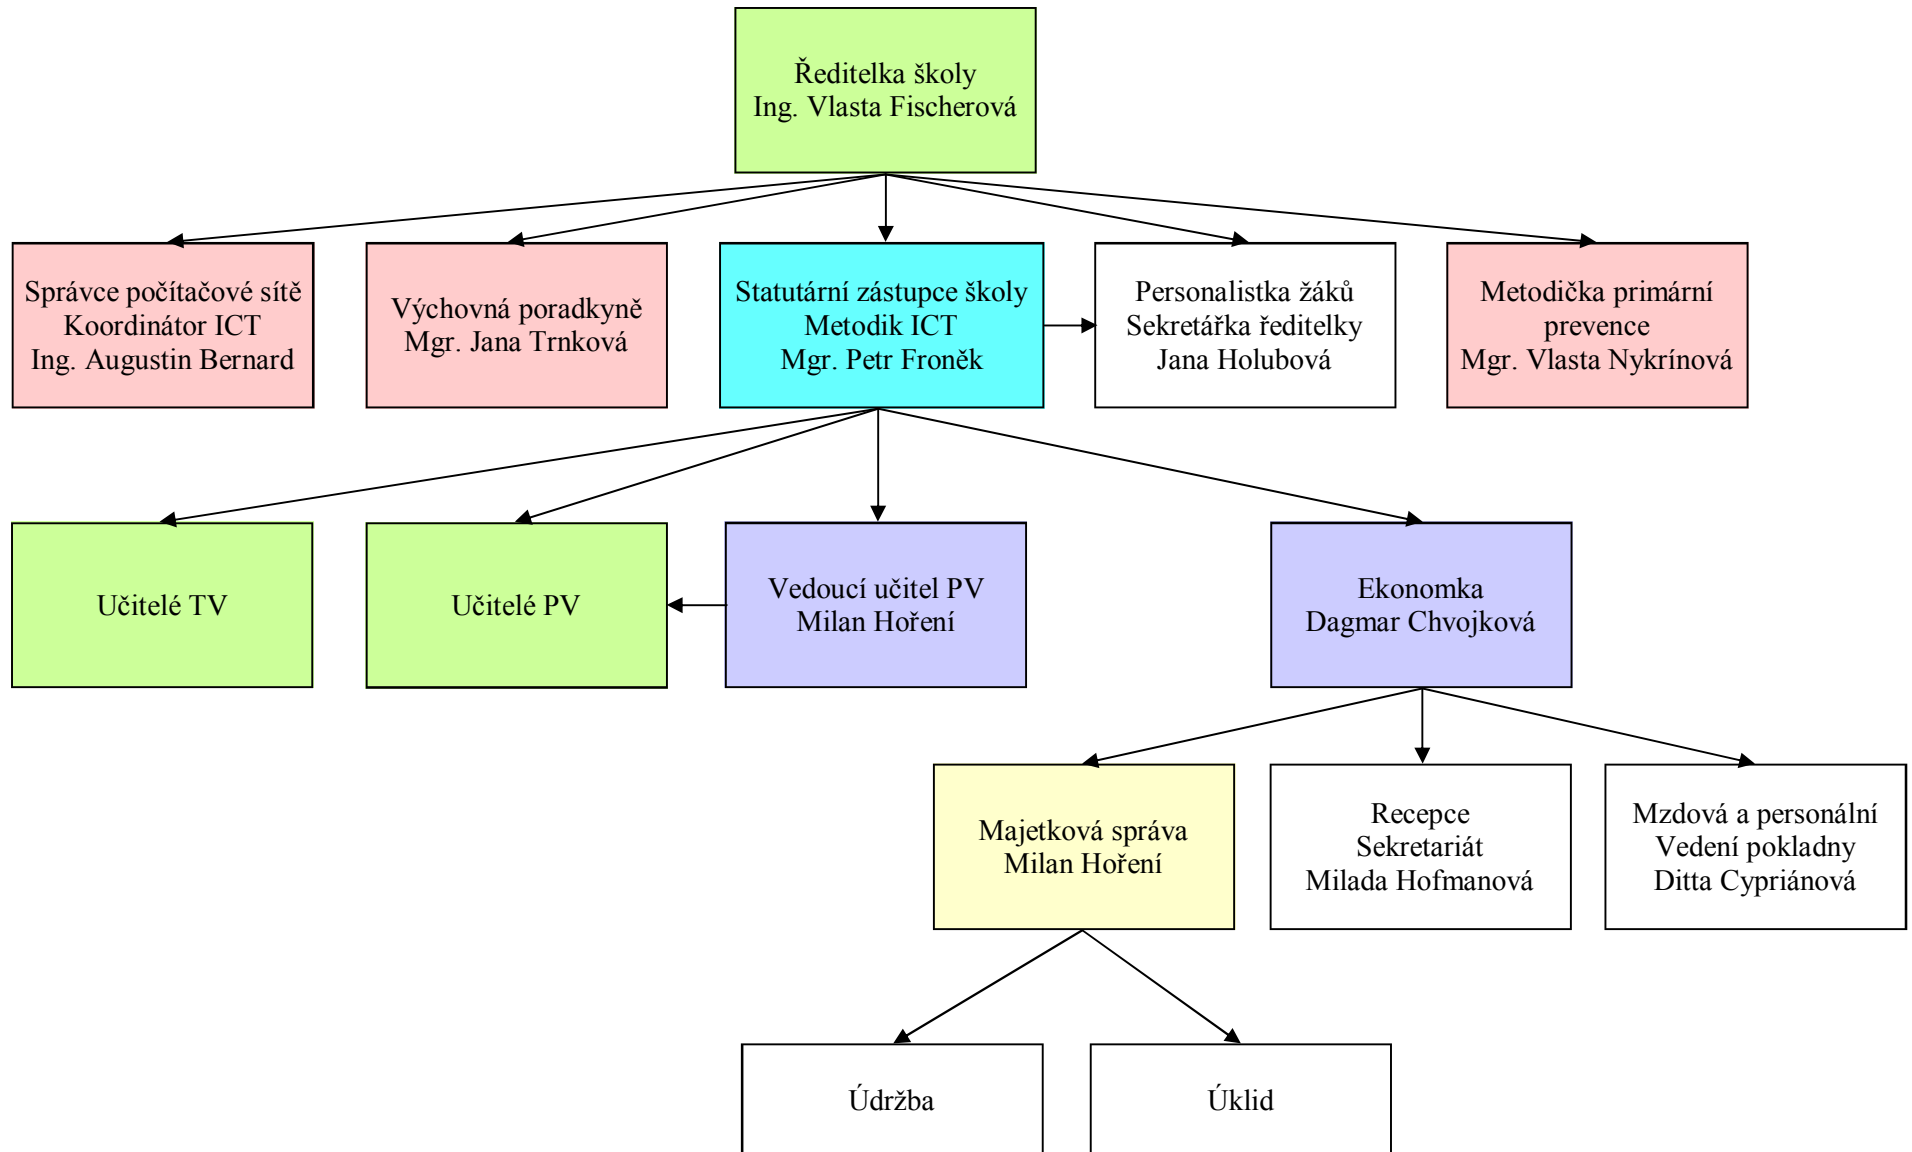 Ředitelka školy
Ing. Vlasta Fischerová
Správce počítačové sítě
Koordinátor ICT
Ing. Augustin Bernard
Výchovná poradkyně
Mgr. Jana Trnková
Statutární zástupce školy
Metodik ICT
Mgr. Petr Froněk
Personalistka žáků
Sekretářka ředitelky
Jana Holubová
Metodička primární
prevence
Mgr. Vlasta Nykrínová
Učitelé TV
Učitelé PV
Vedoucí učitel PV
Milan Hoření
Ekonomka
Dagmar Chvojková
Majetková správa
Milan Hoření
Recepce
Sekretariát
Milada Hofmanová
Mzdová a personální
Vedení pokladny
Ditta Cypriánová
Údržba
Úklid